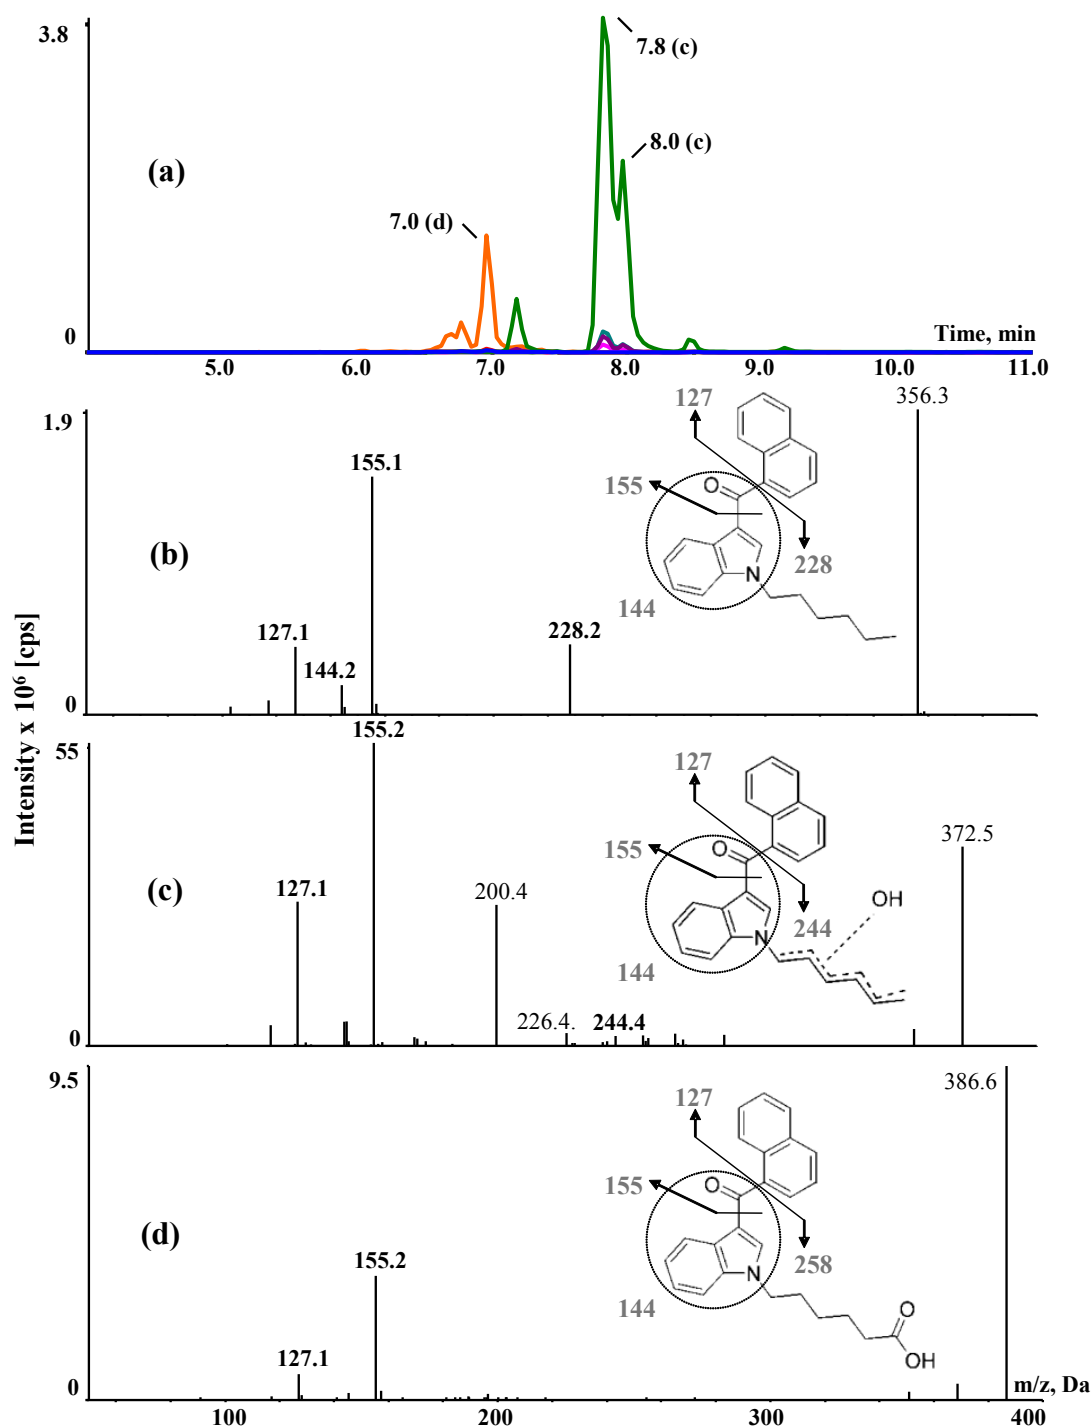 3.8
7.8 (c)
8.0 (c)
(a)
7.0 (d)
0
Time, min
5.0 6.0 7.0 8.0 9.0 10.0 11.0
Intensity x 10⁶ [cps]
1.9
127
356.3
155.1
O
155
(b)
N
228
144
127.1
228.2
144.2
0
155.2
55
127
372.5
O
155
(c)
127.1
200.4
OH
244
N
144
226.4.
244.4
0
9.5
386.6
127
O
155
(d)
155.2
258
N
144
O
127.1
OH
0
m/z, Da
100 200 300 400